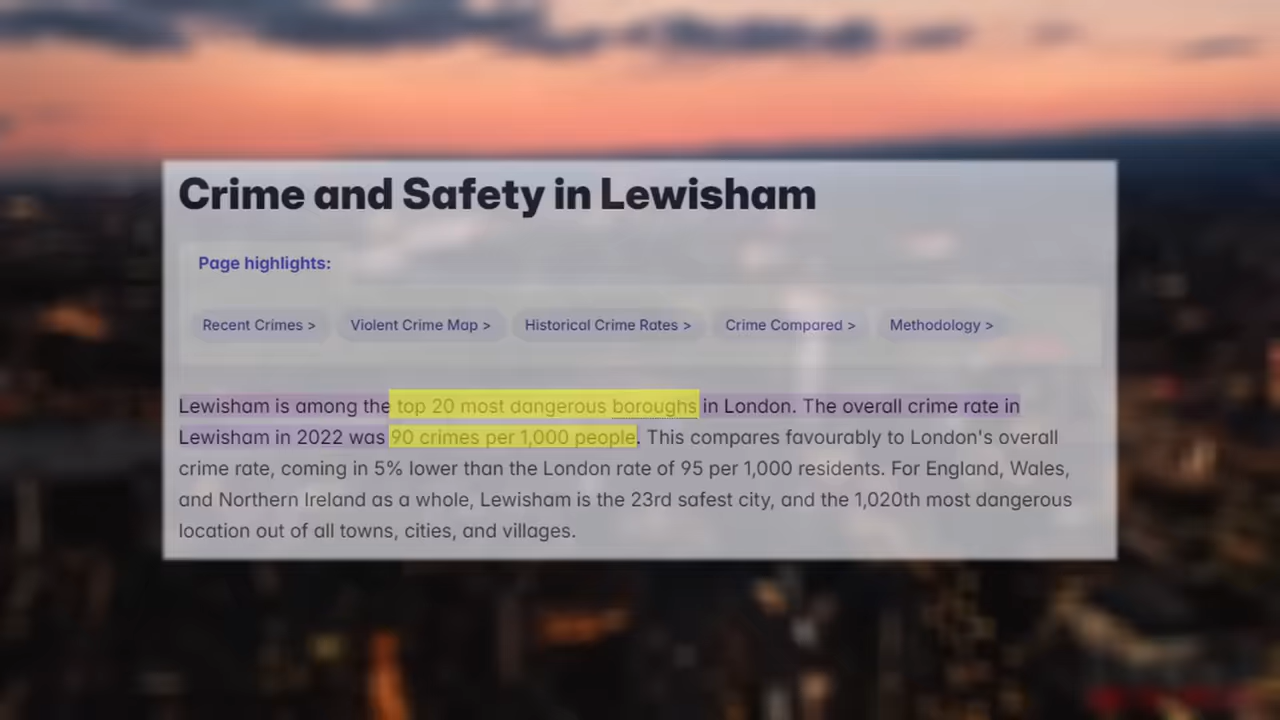 Crime and Safety in Lewisham
Page highlights:
Recent Crimes > Violent Crime Map > Historical Crime Rates > Crime Compared > Methodology >
Lewisham is among the top 20 most dangerous boroughs in London. The overall crime rate in
Lewisham in 2022 was 90 crimes per 1,000 people. This compares favourably to London's overall
crime rate, coming in 5% lower than the London rate of 95 per 1,000 residents. For England, Wales,
and Northern Ireland as a whole, Lewisham is the 23rd safest city, and the 1,020th most dangerous
location out of all towns, cities, and villages.